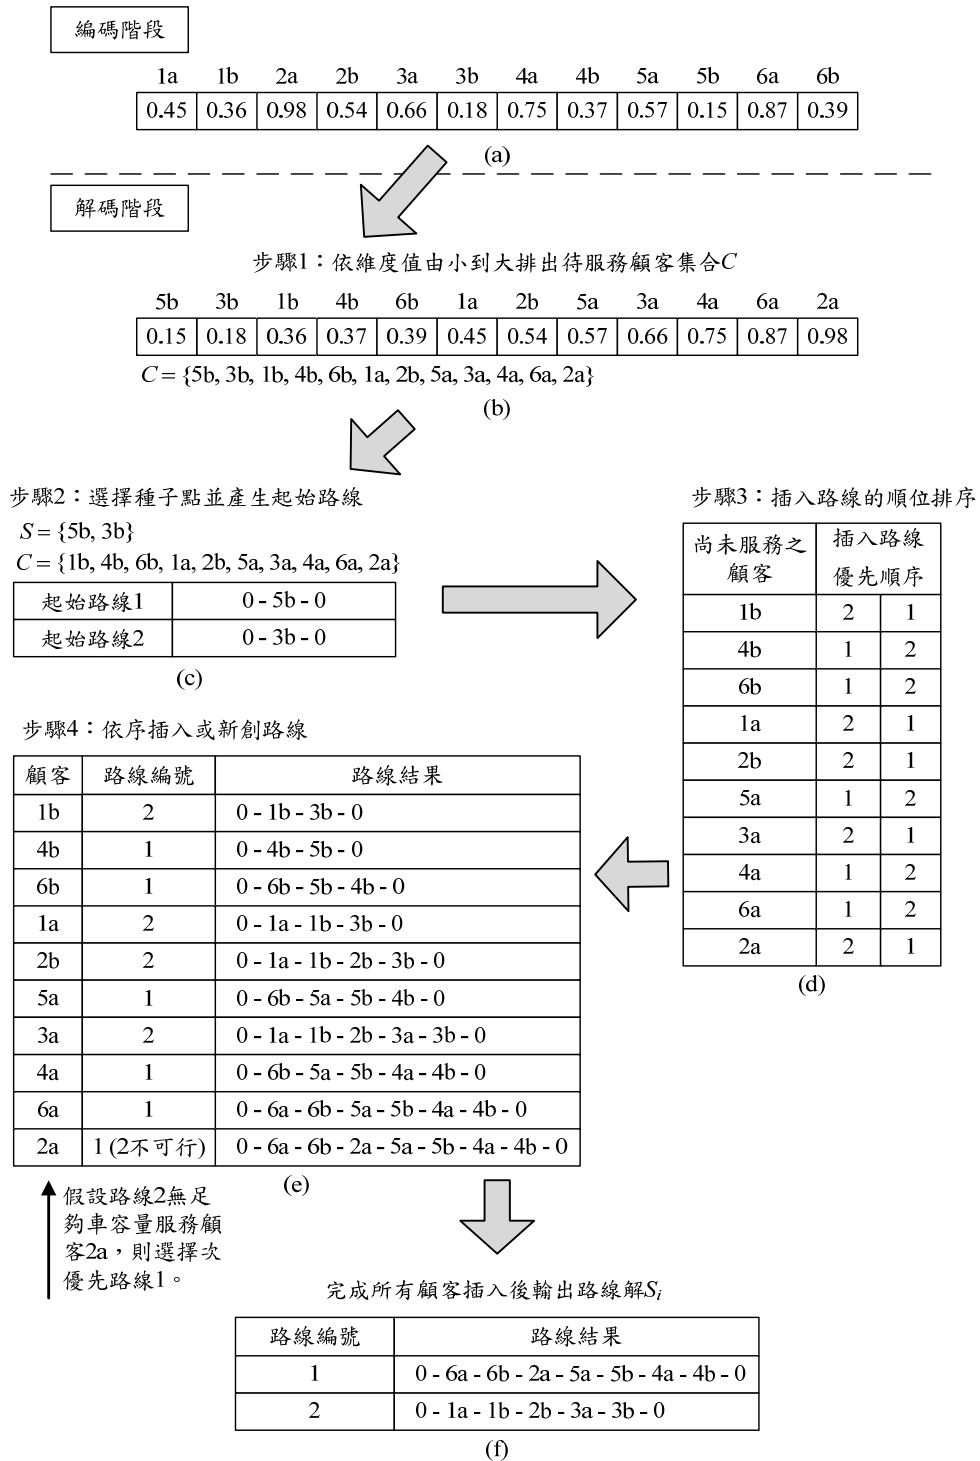 編碼階段
1a 1b 2a 2b 3a 3b 4a 4b 5a 5b 6a 6b
0.45 0.36 0.98 0.54 0.66 0.18 0.75 0.37 0.57 0.15 0.87 0.39
(a)
解碼階段
步驟1：依維度值由小到大排出待服務顧客集合C
5b 3b 1b 4b 6b 1a 2b 5a 3a 4a 6a 2a
0.15 0.18 0.36 0.37 0.39 0.45 0.54 0.57 0.66 0.75 0.87 0.98
C = {5b, 3b, 1b, 4b, 6b, 1a, 2b, 5a, 3a, 4a, 6a, 2a}
(b)
步驟2：選擇種子點並產生起始路線
S = {5b, 3b}
C = {1b, 4b, 6b, 1a, 2b, 5a, 3a, 4a, 6a, 2a}
起始路線1 0 - 5b - 0
起始路線2 0 - 3b - 0
(c)
步驟3：插入路線的順位排序
尚未服務之
顧客
插入路線
優先順序
1b 2 1
4b 1 2
6b 1 2
1a 2 1
2b 2 1
5a 1 2
3a 2 1
4a 1 2
6a 1 2
2a 2 1
(d)
步驟4：依序插入或新創路線
顧客 路線編號 路線結果
1b 2 0 - 1b - 3b - 0
4b 1 0 - 4b - 5b - 0
6b 1 0 - 6b - 5b - 4b - 0
1a 2 0 - 1a - 1b - 3b - 0
2b 2 0 - 1a - 1b - 2b - 3b - 0
5a 1 0 - 6b - 5a - 5b - 4b - 0
3a 2 0 - 1a - 1b - 2b - 3a - 3b - 0
4a 1 0 - 6b - 5a - 5b - 4a - 4b - 0
6a 1 0 - 6a - 6b - 5a - 5b - 4a - 4b - 0
2a 1 (2不可行) 0 - 6a - 6b - 2a - 5a - 5b - 4a - 4b - 0
(e)
假設路線2無足
夠車容量服務顧
客2a，則選擇次
優先路線1。
完成所有顧客插入後輸出路線解Si
路線編號 路線結果
1 0 - 6a - 6b - 2a - 5a - 5b - 4a - 4b - 0
2 0 - 1a - 1b - 2b - 3a - 3b - 0
(f)